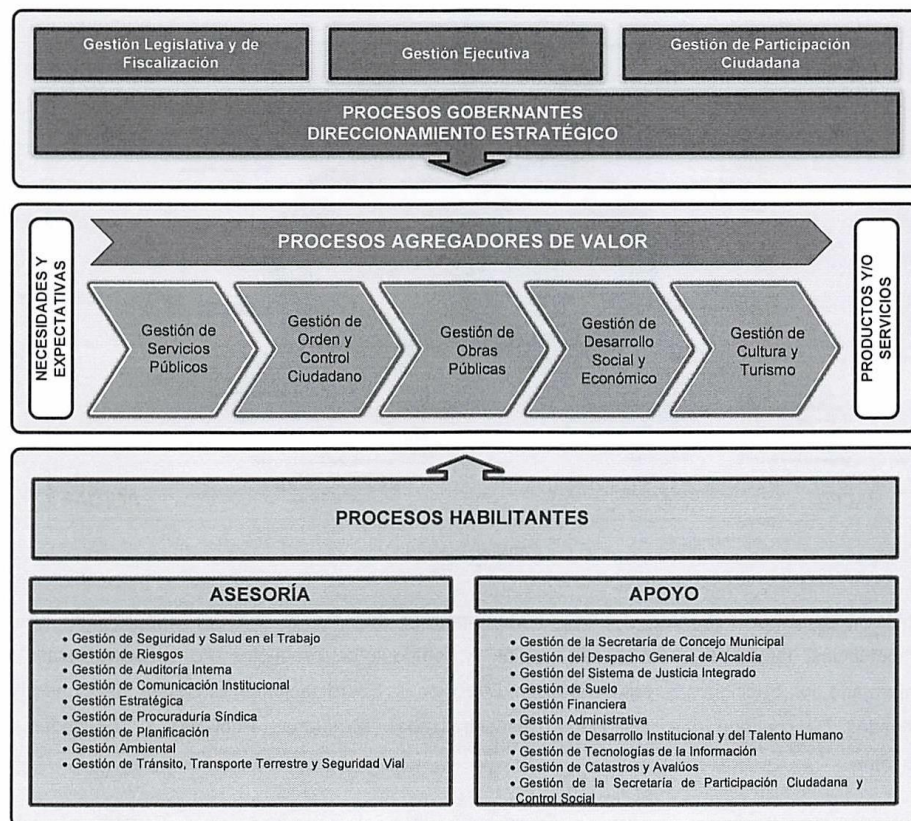 Gestión Legislativa y de
Fiscalización
Gestión Ejecutiva
Gestión de Participación
Ciudadana
PROCESOS GOBERNANTES
DIRECCIONAMIENTO ESTRATÉGICO
NECESIDADES Y
EXPECTATIVAS
PROCESOS AGREGADORES DE VALOR
Gestión de
Servicios
Públicos
Gestión de
Orden y
Control
Ciudadano
Gestión de
Obras
Públicas
Gestión de
Desarrollo
Social y
Económico
Gestión de
Cultura y
Turismo
PRODUCTOS Y/O
SERVICIOS
PROCESOS HABILITANTES
ASESORÍA
• Gestión de Seguridad y Salud en el Trabajo
• Gestión de Riesgos
• Gestión de Auditoría Interna
• Gestión de Comunicación Institucional
• Gestión Estratégica
• Gestión de Procuraduría Síndica
• Gestión de Planificación
• Gestión Ambiental
• Gestión de Tránsito, Transporte Terrestre y Seguridad Vial
APOYO
• Gestión de la Secretaría de Concejo Municipal
• Gestión del Despacho General de Alcaldía
• Gestión del Sistema de Justicia Integrado
• Gestión de Suelo
• Gestión Financiera
• Gestión Administrativa
• Gestión de Desarrollo Institucional y del Talento Humano
• Gestión de Tecnologías de la Información
• Gestión de Catastros y Avalúos
• Gestión de la Secretaría de Participación Ciudadana y
Control Social